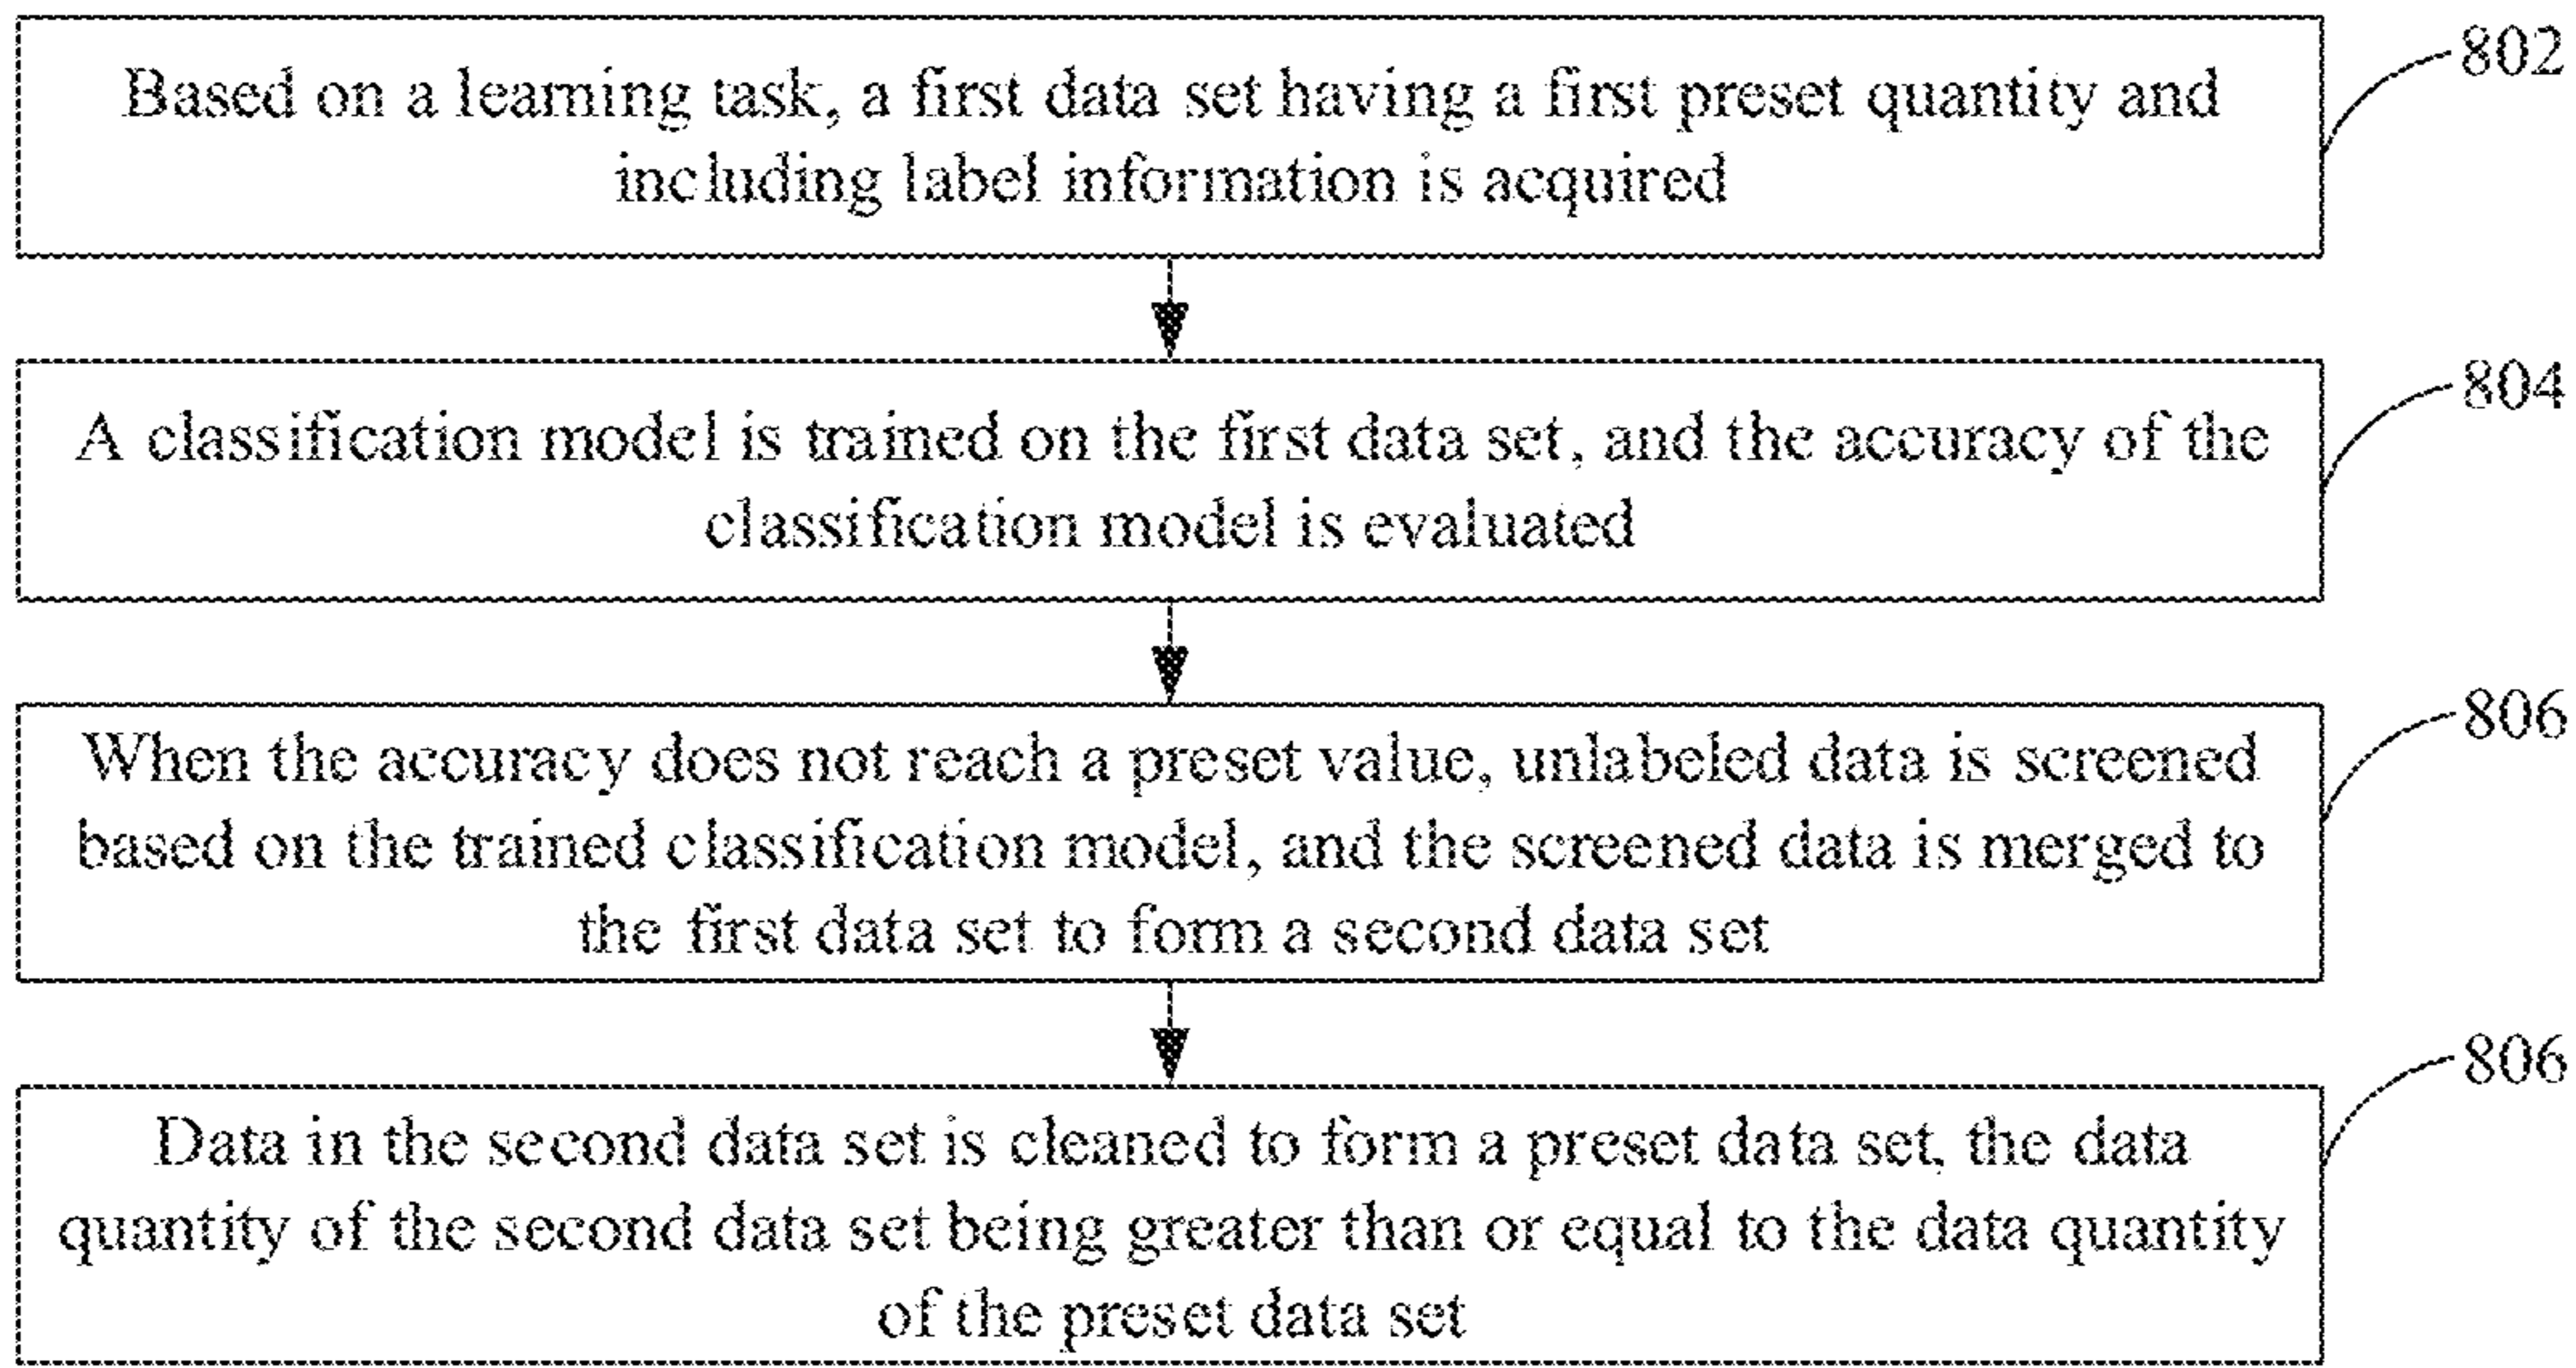 Based on a learning task, a first data set having a first preset quantity and
including label information is acquired
802
A classification model is trained on the first data set, and the accuracy of the
classification model is evaluated
804
When the accuracy does not reach a preset value, unlabeled data is screened
based on the trained classification model, and the screened data is merged to
the first data set to form a second data set
806
Data in the second data set is cleaned to form a preset data set, the data
quantity of the second data set being greater than or equal to the data quantity
of the preset data set
806